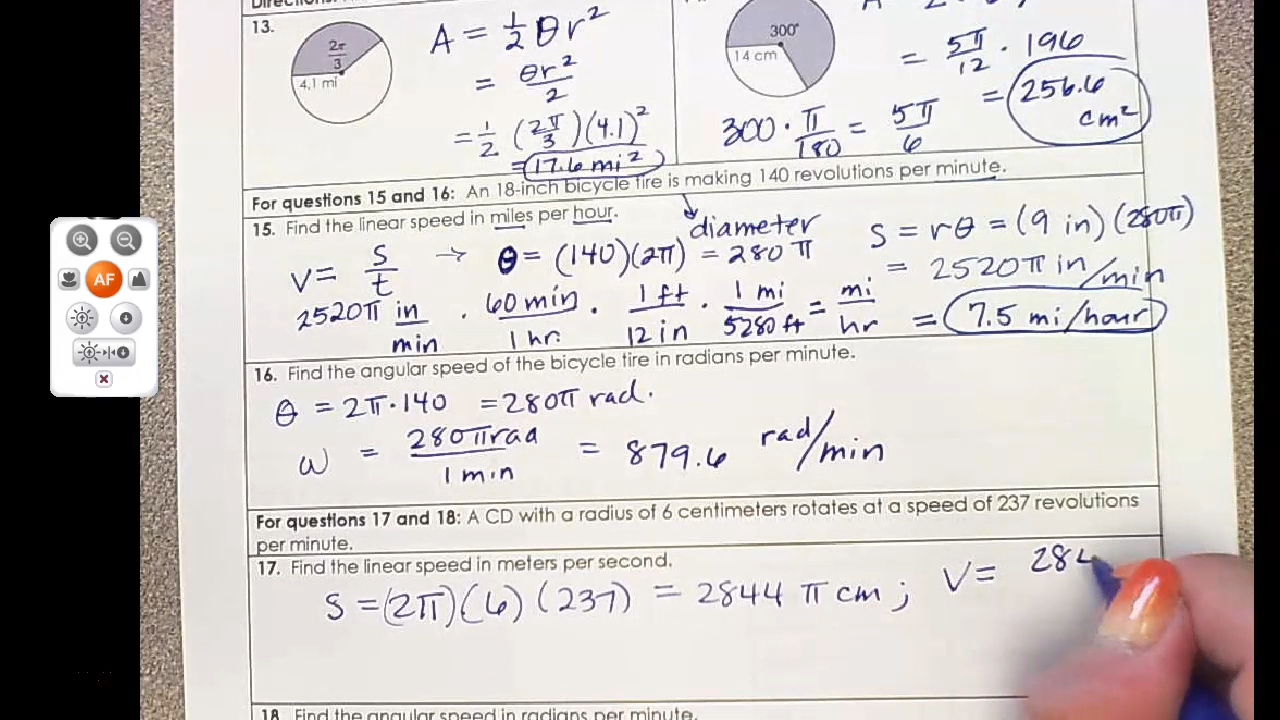 13.
2π/3
4.1 mi
A = 1/2 θr²
= θr²/2
= 1/2 (2π/3)(4.1)²
= 17.6 mi²
300°
14 cm
= 5π/12 · 196
= 256.6 cm²
300 · π/180 = 5π/6
For questions 15 and 16: An 18-inch bicycle tire is making 140 revolutions per minute.
15. Find the linear speed in miles per hour.
diameter
V = s/t → θ = (140)(2π) = 280π
S = rθ = (9 in)(280π)
= 2520π in/min
2520π in/min · 60 min/1 hr. · 1 ft/12 in · 1 mi/5280 ft = mi/hr = 7.5 mi/hour
16. Find the angular speed of the bicycle tire in radians per minute.
θ = 2π·140 = 280π rad.
ω = 280π rad/1 min = 879.6 rad/min
For questions 17 and 18: A CD with a radius of 6 centimeters rotates at a speed of 237 revolutions
per minute.
17. Find the linear speed in meters per second.
S = (2π)(6)(237) = 2844 π cm ; V = 284
18. Find the angular speed in radians per minute.
AF